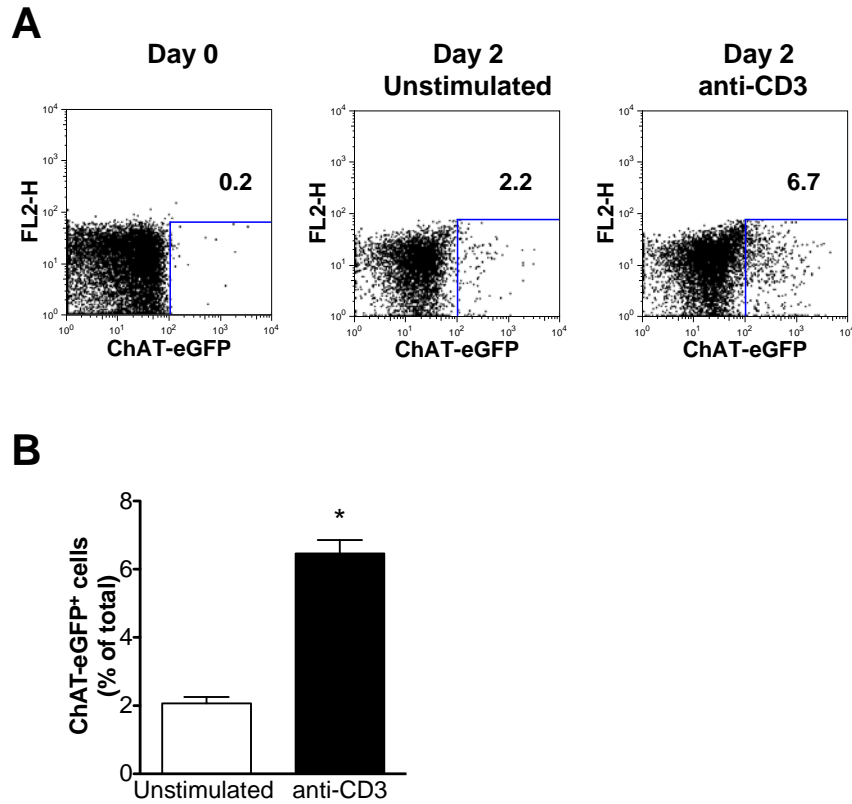 A
Day 0
Day 2
Unstimulated
Day 2
anti-CD3
10⁴
10³
10²
10¹
10⁰
FL2-H
0.2
10⁰ 10¹ 10² 10³ 10⁴
ChAT-eGFP
10⁴
10³
10²
10¹
10⁰
FL2-H
2.2
10⁰ 10¹ 10² 10³ 10⁴
ChAT-eGFP
10⁴
10³
10²
10¹
10⁰
FL2-H
6.7
10⁰ 10¹ 10² 10³ 10⁴
ChAT-eGFP
B
ChAT-eGFP⁺ cells
(% of total)
8
6
4
2
0
*
Unstimulated anti-CD3